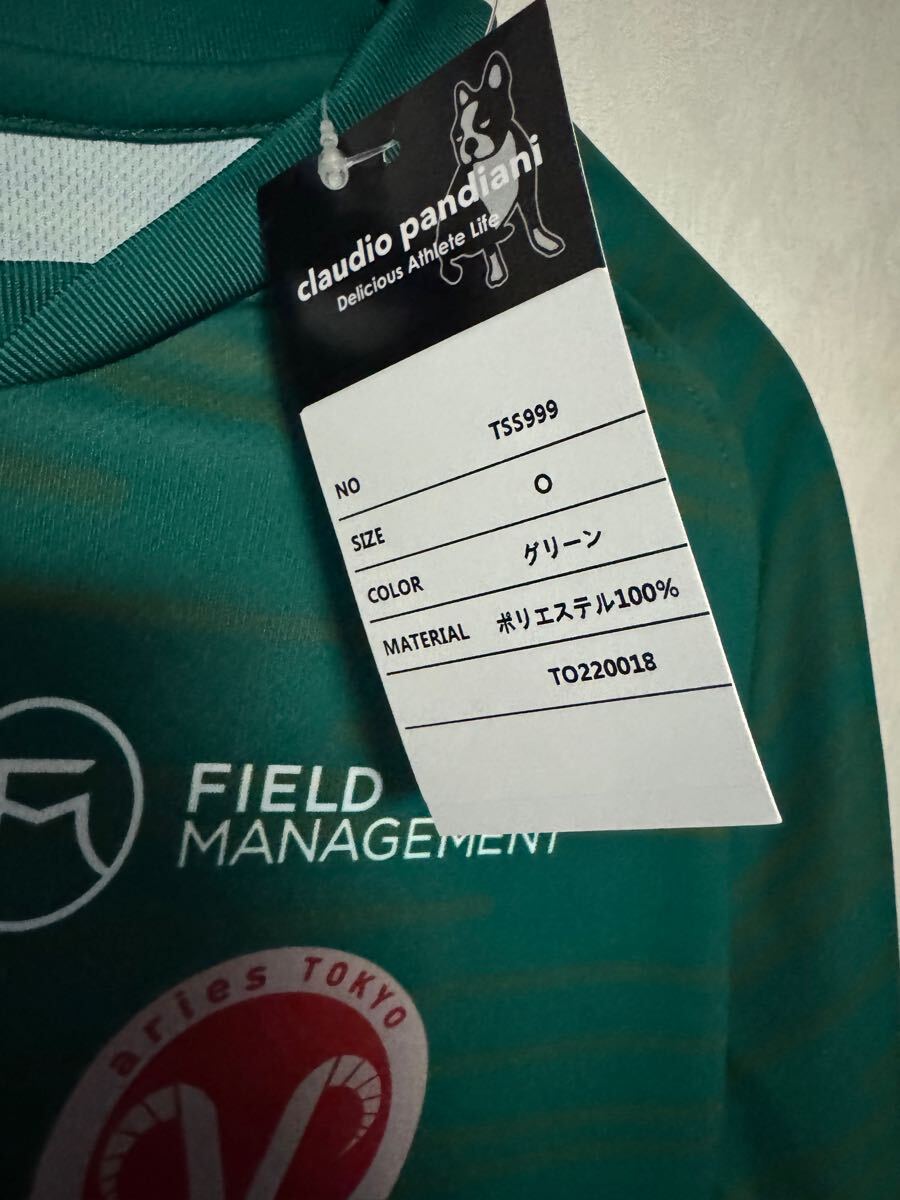 claudio pandiani
Delicious Athlete Life
NO TSS999
SIZE O
COLOR グリーン
MATERIAL ポリエステル100%
TO220018
FIELD
MANAGEMENT
aries TOKYO